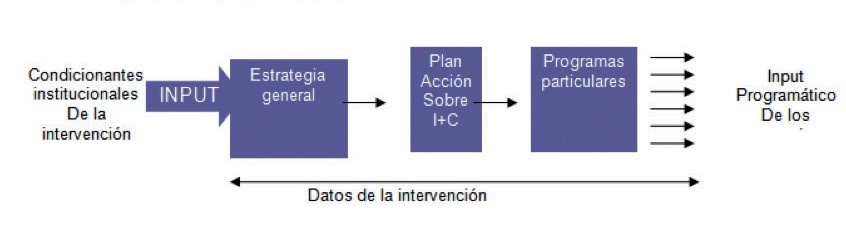 Condicionantes
institucionales
De la
intervención
INPUT
Estrategia
general
Plan
Acción
Sobre
I+C
Programas
particulares
Input
Programático
De los
Datos de la intervención